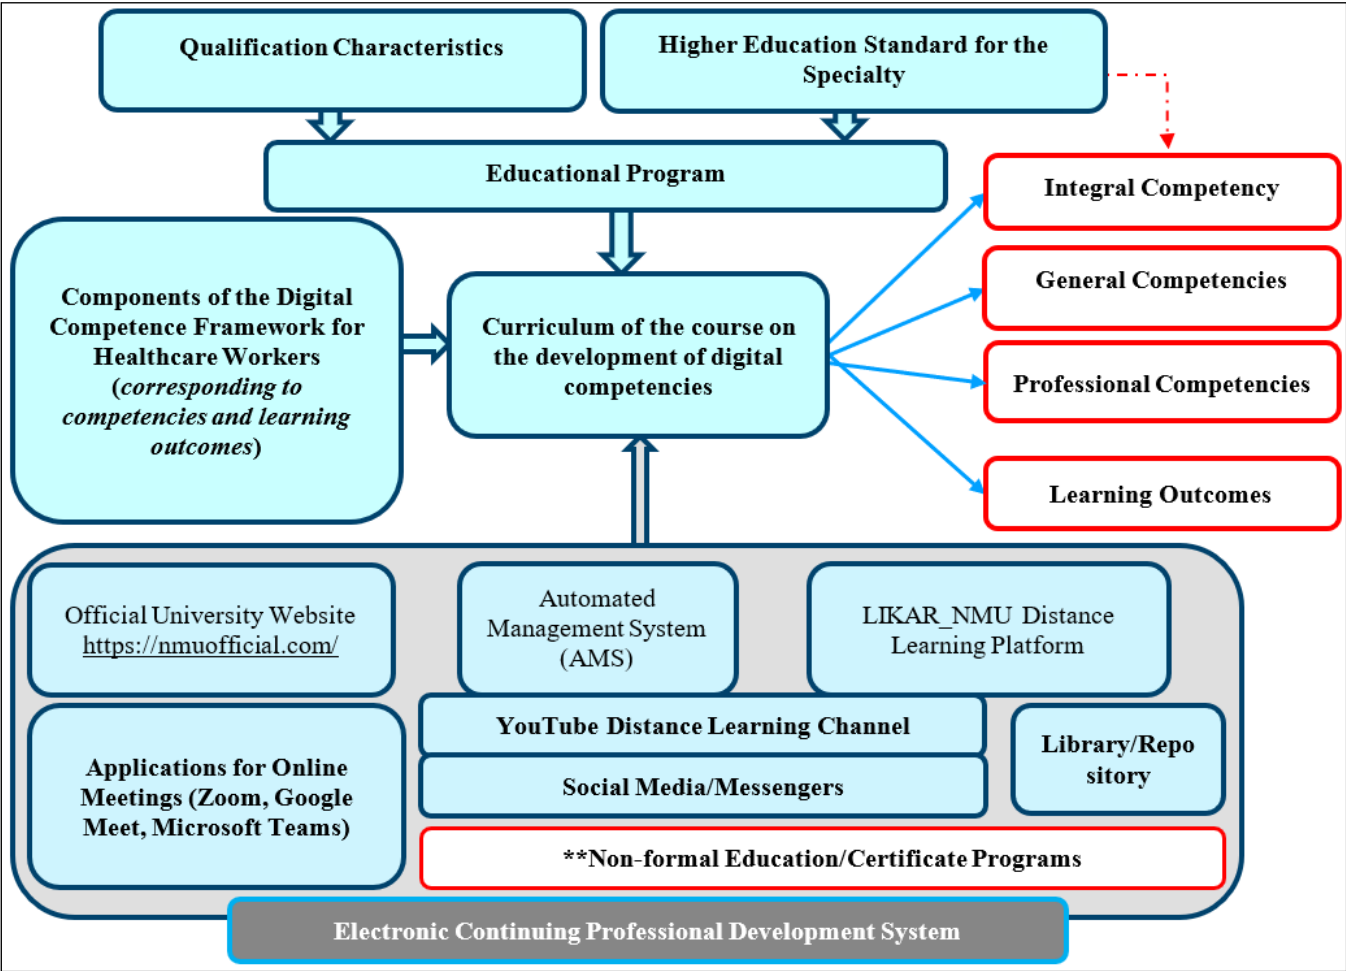 Qualification Characteristics
Higher Education Standard for the
Specialty
Educational Program
Integral Competency
General Competencies
Professional Competencies
Learning Outcomes
Components of the Digital
Competence Framework for
Healthcare Workers
(corresponding to
competencies and learning
outcomes)
Curriculum of the course on
the development of digital
competencies
Official University Website
https://nmuofficial.com/
Automated
Management System
(AMS)
LIKAR_NMU Distance
Learning Platform
Applications for Online
Meetings (Zoom, Google
Meet, Microsoft Teams)
YouTube Distance Learning Channel
Social Media/Messengers
Library/Repo
sitory
**Non-formal Education/Certificate Programs
Electronic Continuing Professional Development System